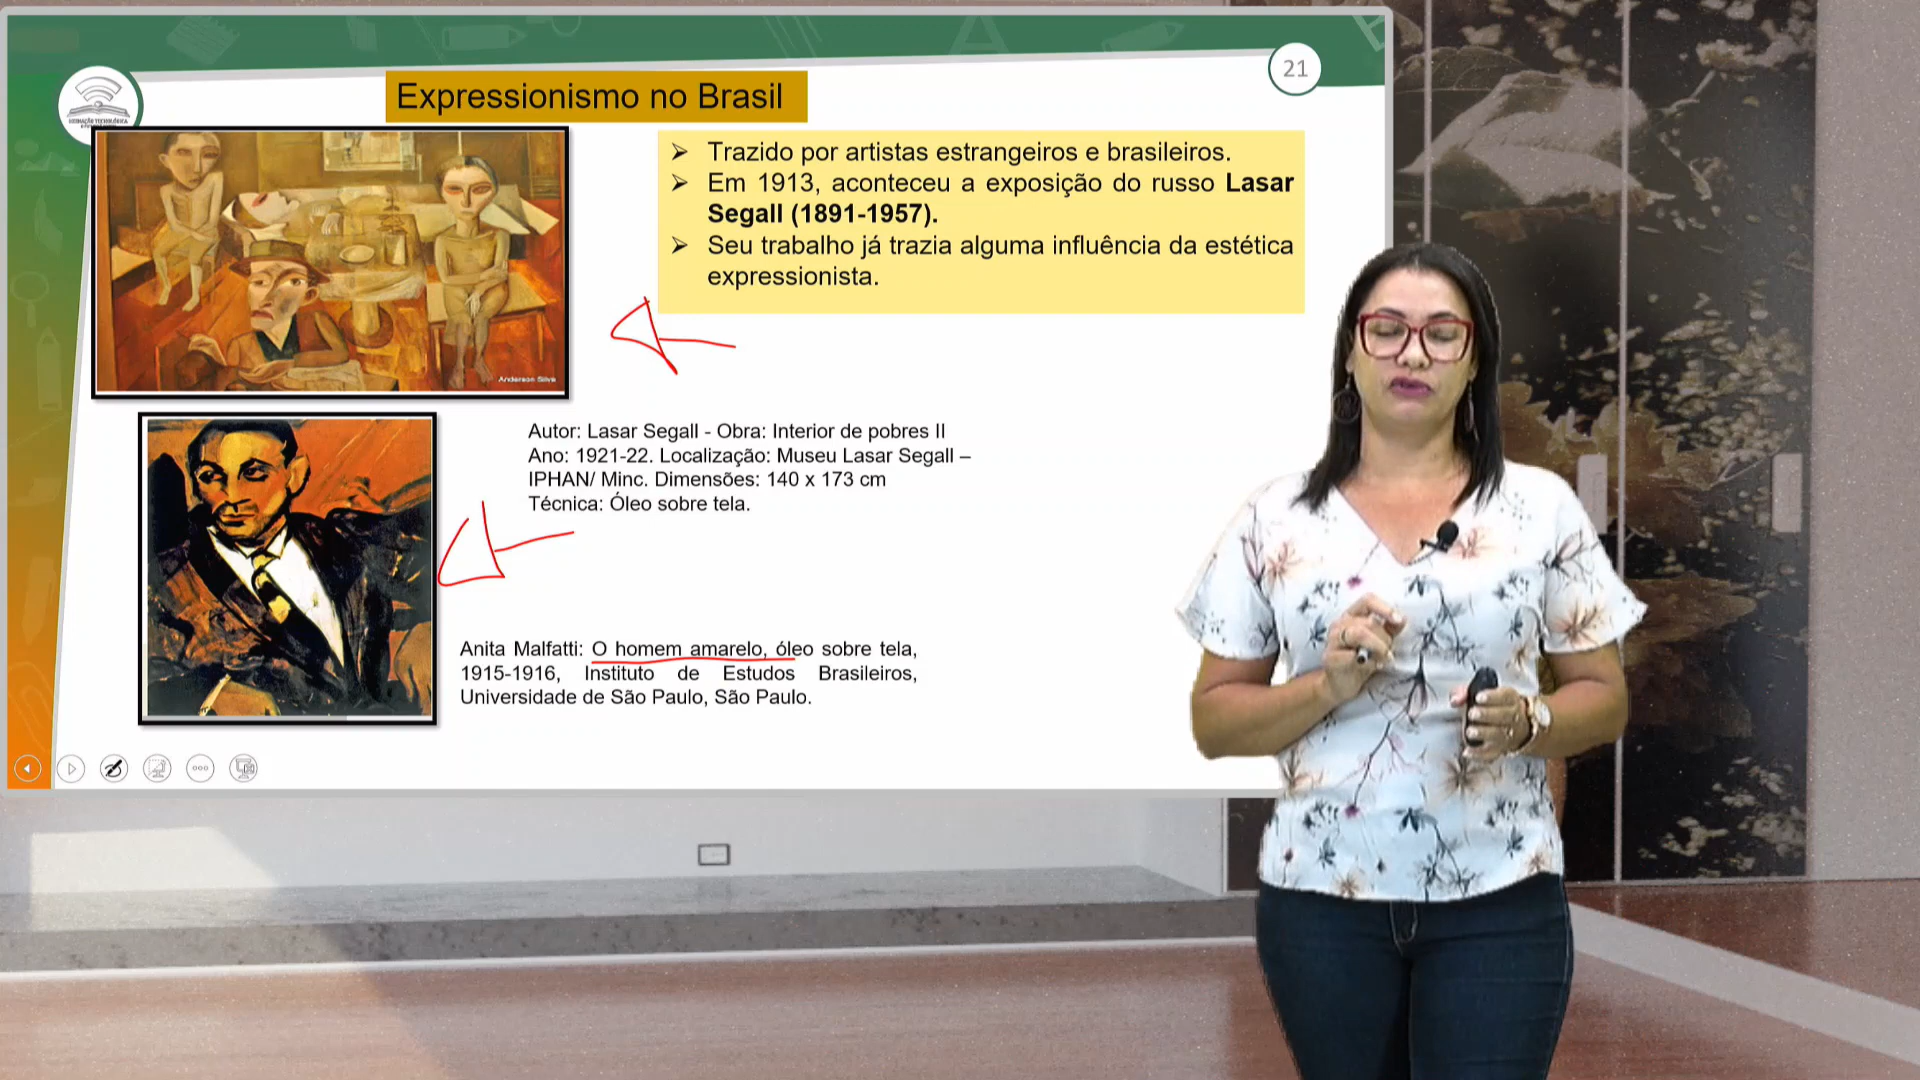 21
Expressionismo no Brasil
Trazido por artistas estrangeiros e brasileiros.
Em 1913, aconteceu a exposição do russo Lasar
Segall (1891-1957).
Seu trabalho já trazia alguma influência da estética
expressionista.
Anderson Silva
Autor: Lasar Segall - Obra: Interior de pobres II
Ano: 1921-22. Localização: Museu Lasar Segall –
IPHAN/ Minc. Dimensões: 140 x 173 cm
Técnica: Óleo sobre tela.
Anita Malfatti: O homem amarelo, óleo sobre tela,
1915-1916, Instituto de Estudos Brasileiros,
Universidade de São Paulo, São Paulo.